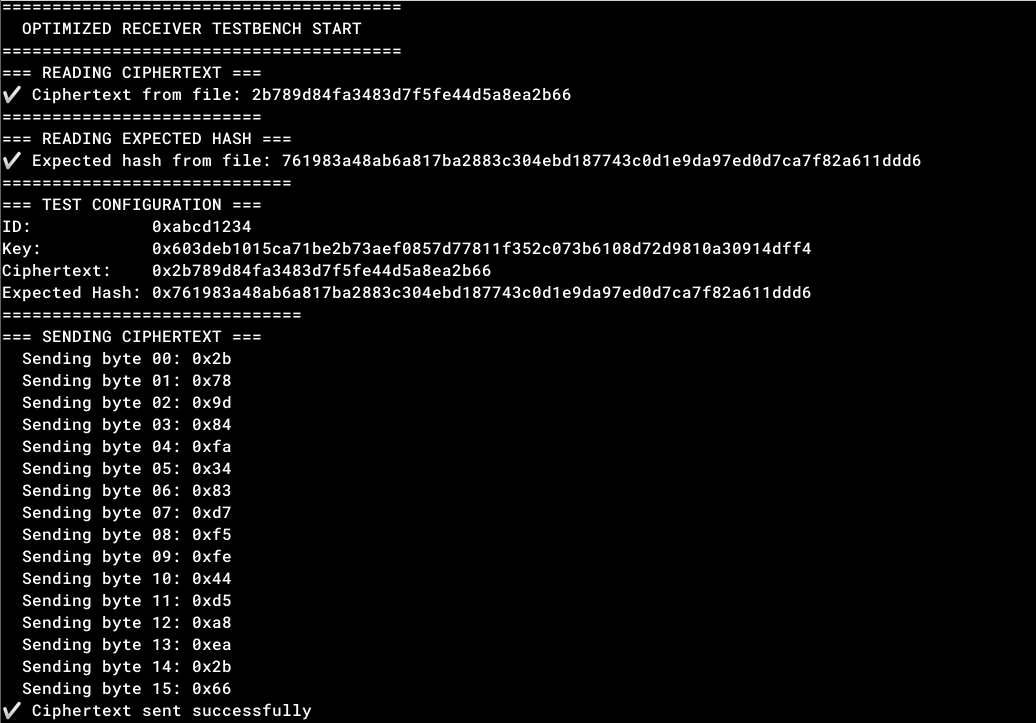 ========================================
OPTIMIZED RECEIVER TESTBENCH START
========================================
=== READING CIPHERTEXT ===
✔ Ciphertext from file: 2b789d84fa3483d7f5fe44d5a8ea2b66
==========================
=== READING EXPECTED HASH ===
✔ Expected hash from file: 761983a48ab6a817ba2883c304ebd187743c0d1e9da97ed0d7ca7f82a611ddd6
=============================
=== TEST CONFIGURATION ===
ID:            0xabcd1234
Key:           0x603deb1015ca71be2b73aef0857d77811f352c073b6108d72d9810a30914dff4
Ciphertext:    0x2b789d84fa3483d7f5fe44d5a8ea2b66
Expected Hash: 0x761983a48ab6a817ba2883c304ebd187743c0d1e9da97ed0d7ca7f82a611ddd6
==============================
=== SENDING CIPHERTEXT ===
  Sending byte 00: 0x2b
  Sending byte 01: 0x78
  Sending byte 02: 0x9d
  Sending byte 03: 0x84
  Sending byte 04: 0xfa
  Sending byte 05: 0x34
  Sending byte 06: 0x83
  Sending byte 07: 0xd7
  Sending byte 08: 0xf5
  Sending byte 09: 0xfe
  Sending byte 10: 0x44
  Sending byte 11: 0xd5
  Sending byte 12: 0xa8
  Sending byte 13: 0xea
  Sending byte 14: 0x2b
  Sending byte 15: 0x66
✔ Ciphertext sent successfully